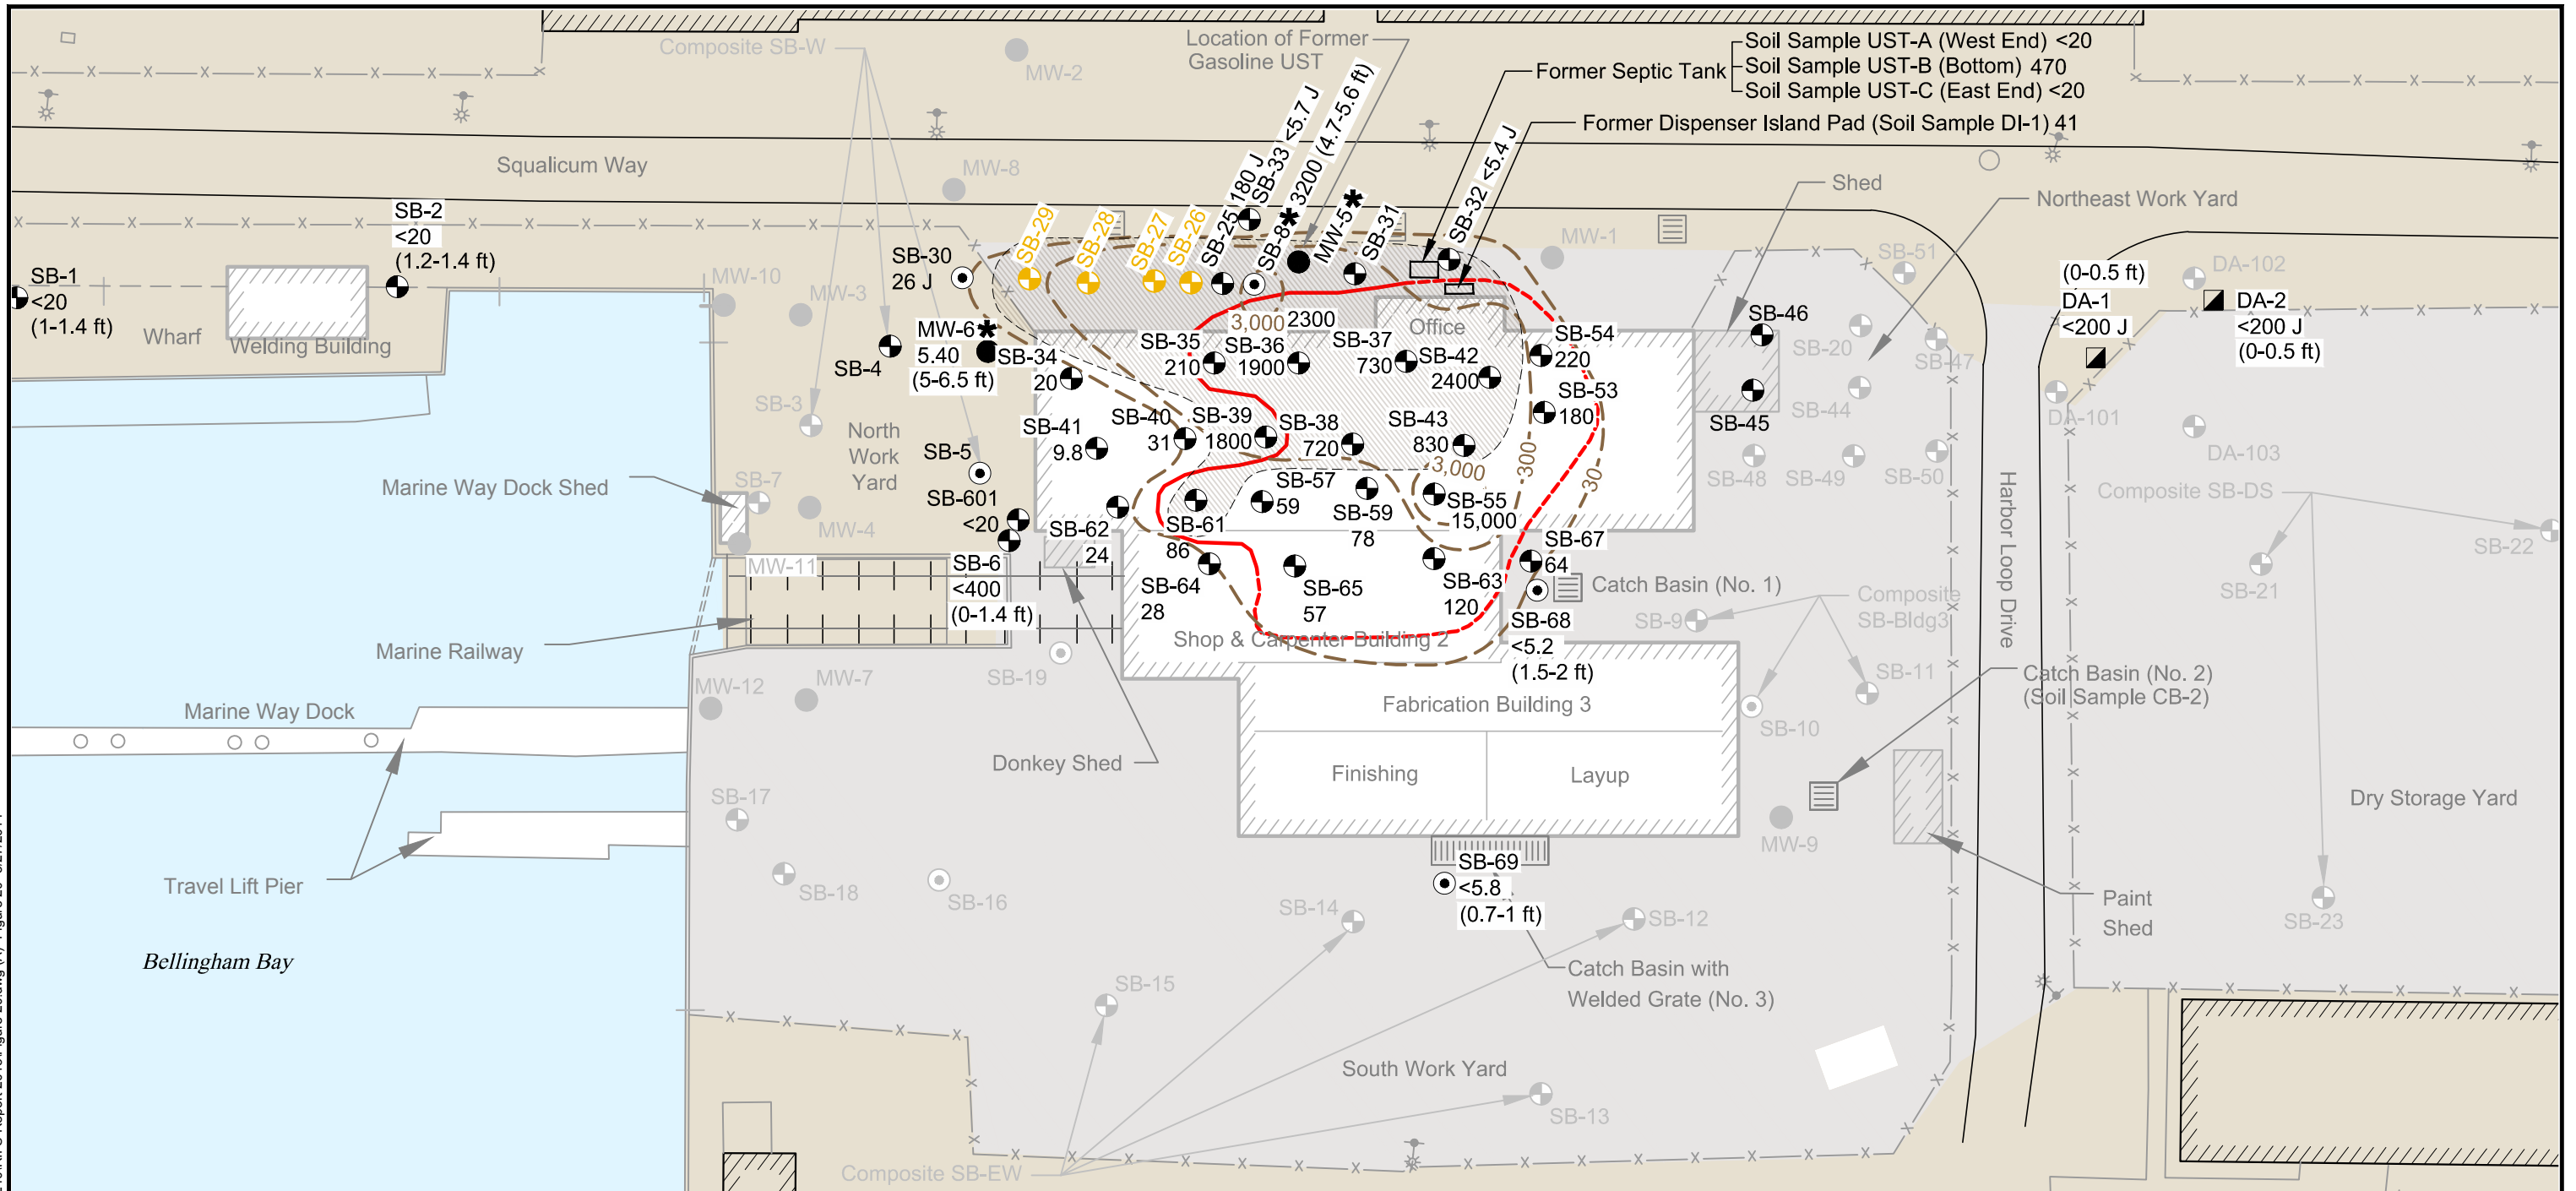 Composite SB-W
MW-2
Location of Former
Gasoline UST
Former Septic Tank
Soil Sample UST-A (West End) <20
Soil Sample UST-B (Bottom) 470
Soil Sample UST-C (East End) <20
Former Dispenser Island Pad (Soil Sample DI-1) 41
Squalicum Way
MW-8
Shed
Northeast Work Yard
SB-2
<20
(1.2-1.4 ft)
SB-1
<20
(1-1.4 ft)
Wharf
Welding Building
MW-10
MW-3
SB-30
26 J
SB-29
SB-28
SB-27
SB-26
SB-25 180 J
SB-33 <5.7 J
SB-8* 3200 (4.7-5.6 ft)
MW-5*
SB-31
SB-32 <5.4 J
MW-1
SB-51
DA-102
(0-0.5 ft)
DA-1
<200 J
DA-2
<200 J
(0-0.5 ft)
SB-4
MW-6*
5.40
(5-6.5 ft)
SB-34
20
SB-35
210
3,000
2300
SB-36
1900
SB-37
730
Office
SB-42
2400
SB-54
220
SB-53
180
SB-46
SB-45
SB-20
SB-47
SB-44
DA-101
DA-103
SB-3
North
Work
Yard
SB-41
9.8
SB-40
31
SB-39
1800
SB-38
720
SB-43
830
3,000
300
30
SB-48
SB-49
SB-50
Marine Way Dock Shed
SB-7
MW-4
SB-5
SB-601
<20
SB-57
59
SB-59
78
SB-55
15,000
Composite SB-DS
SB-22
SB-21
Harbor Loop Drive
MW-11
SB-6
<400
(0-1.4 ft)
SB-62
24
SB-61
86
SB-64
28
SB-65
57
SB-63
120
SB-67
64
Catch Basin (No. 1)
SB-68
<5.2
(1.5-2 ft)
Composite
SB-Bldg3
SB-9
SB-11
SB-10
Marine Railway
Shop & Carpenter Building 2
SB-19
MW-12
MW-7
Marine Way Dock
Donkey Shed
Fabrication Building 3
Finishing
Layup
Catch Basin (No. 2)
(Soil Sample CB-2)
MW-9
Dry Storage Yard
SB-17
SB-18
SB-16
Travel Lift Pier
SB-69
<5.8
(0.7-1 ft)
SB-14
SB-12
Paint
Shed
SB-23
Bellingham Bay
SB-15
Catch Basin with
Welded Grate (No. 3)
South Work Yard
SB-13
Composite SB-EW